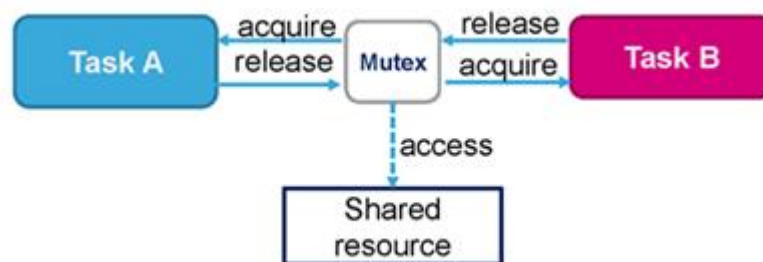 acquire
release
Task A
Mutex
Task B
release
acquire
access
Shared
resource